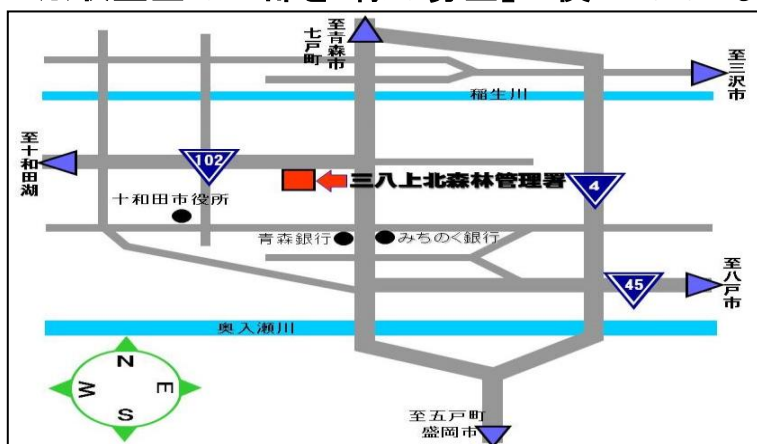 至青森市
七戸町
至三沢市
稲生川
至十和田湖
102
三八上北森林管理署
4
十和田市役所
青森銀行
みちのく銀行
45
至八戸市
奥入瀬川
N
W
E
S
至五戸町
盛岡市